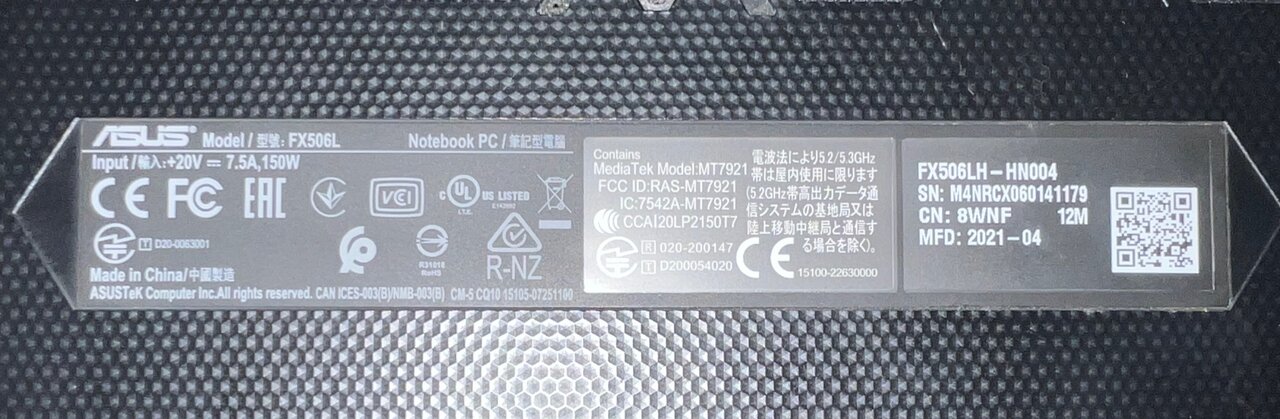 ASUS Model / 型號: FX506L Notebook PC / 筆記型電腦
Input / 輸入: +20V ⎓ 7.5A,150W
CE EAC VCI C UL US LISTED
I.T.E. E142960
T D20-0063001
R31018
RoHS
R-NZ
Made in China/中國製造
ASUSTeK Computer Inc.All rights reserved. CAN ICES-003(B)/NMB-003(B) CM-5 CQ10 15105-07251100
Contains
MediaTek Model:MT7921
FCC ID:RAS-MT7921
IC:7542A-MT7921
CCAI20LP2150T7
R 020-200147
T D200054020
電波法により5.2/5.3GHz
帯は屋内使用に限ります
(5.2GHz帯高出力データ通
信システムの基地局又は
陸上移動中継局と通信す
る場合を除く)。
CE
15100-22630000
FX506LH-HN004
SN: M4NRCX060141179
CN: 8WNF 12M
MFD: 2021-04